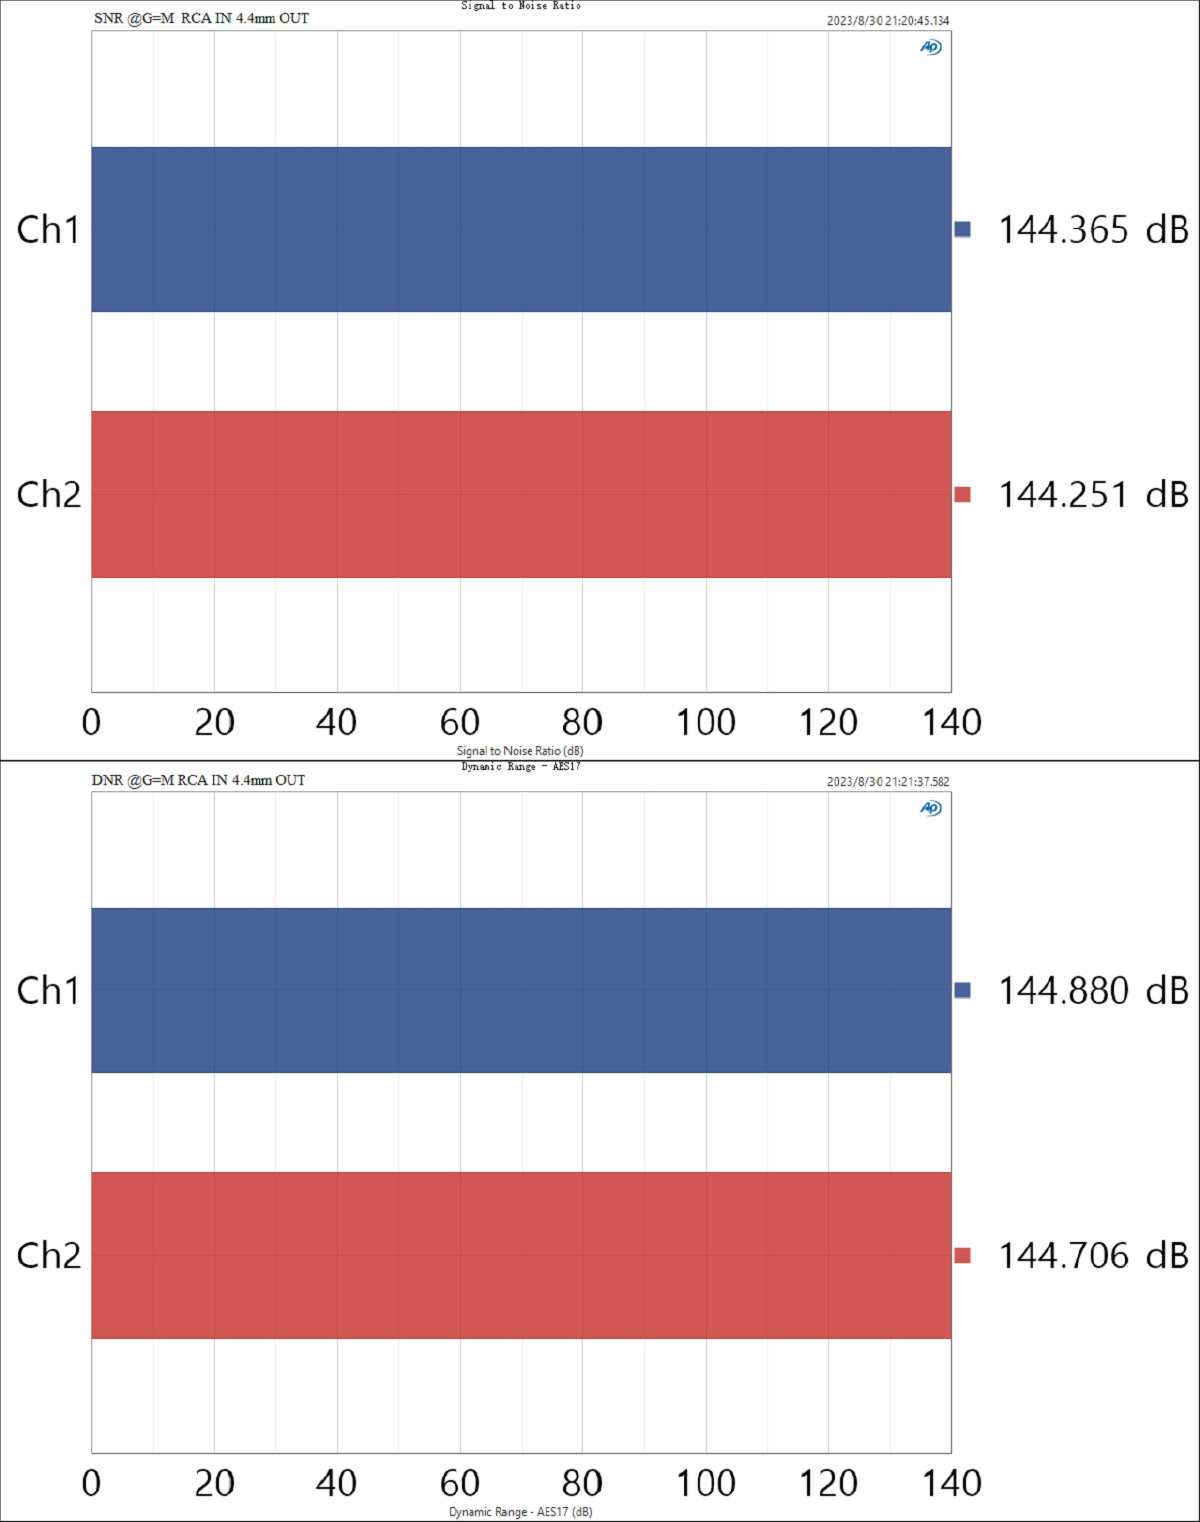 Signal to Noise Ratio
SNR @G=M RCA IN 4.4mm OUT
2023/8/30 21:20:45.134
AP
Ch1
144.365 dB
Ch2
144.251 dB
0 20 40 60 80 100 120 140
Signal to Noise Ratio (dB)
Dynamic Range - AES17
DNR @G=M RCA IN 4.4mm OUT
2023/8/30 21:21:37.582
AP
Ch1
144.880 dB
Ch2
144.706 dB
0 20 40 60 80 100 120 140
Dynamic Range - AES17 (dB)